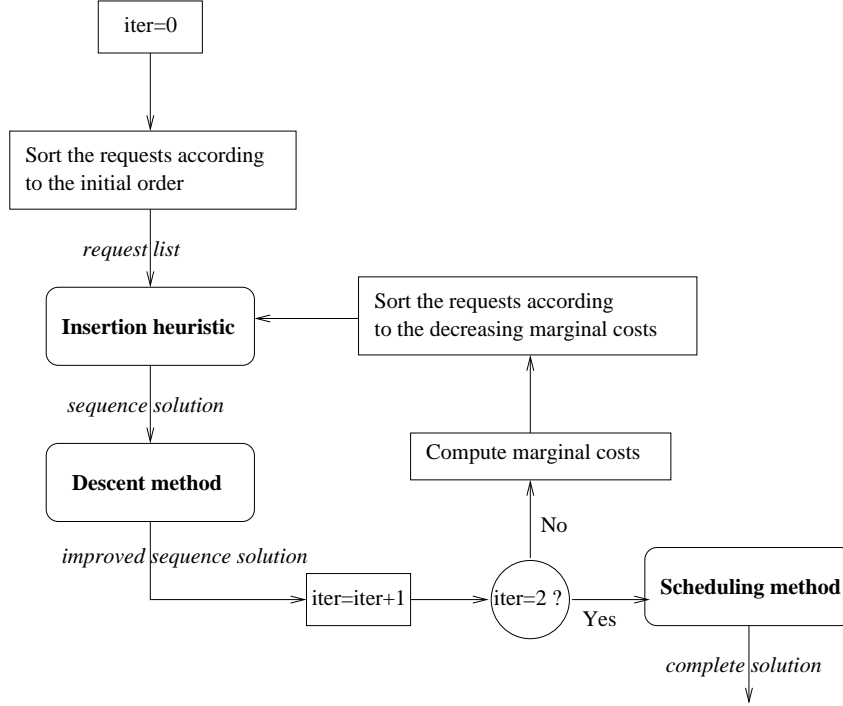 iter=0
Sort the requests according
to the initial order
request list
Insertion heuristic
Sort the requests according
to the decreasing marginal costs
sequence solution
Compute marginal costs
Descent method
No
improved sequence solution
iter=iter+1
iter=2 ?
Yes
Scheduling method
complete solution